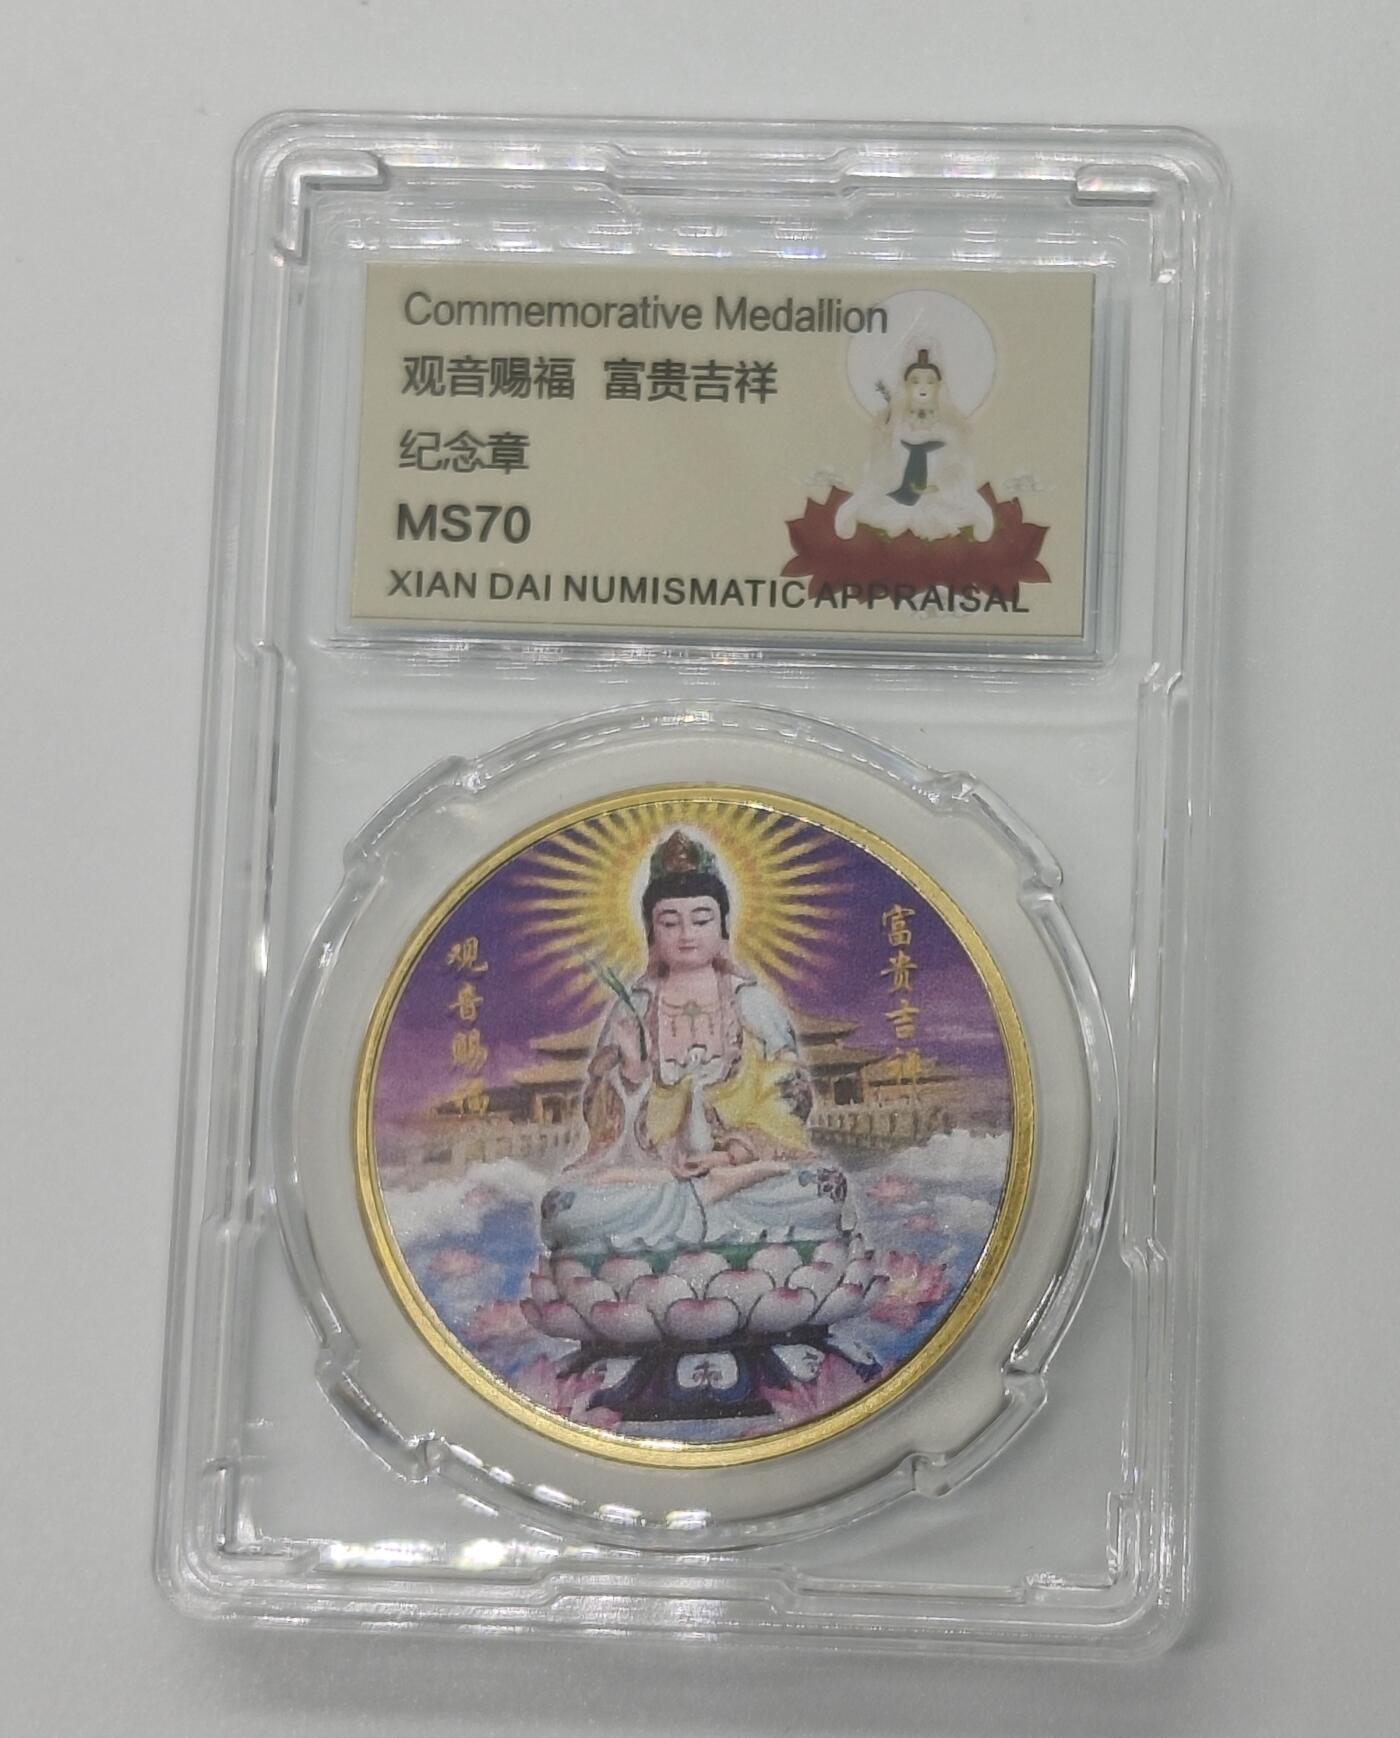 Commemorative Medallion
观音赐福 富贵吉祥
纪念章
MS70
XIAN DAI NUMISMATIC APPRAISAL
观音赐福
富贵吉祥